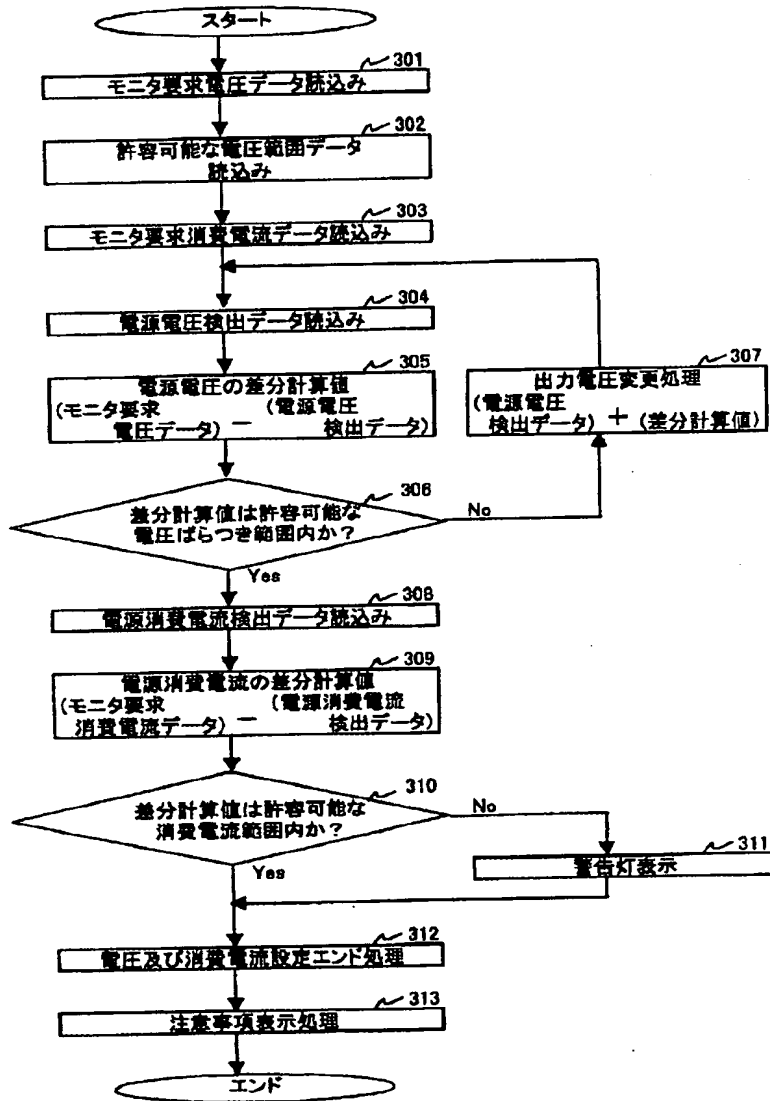 スタート
301
モニタ要求電圧データ読込み
302
許容可能な電圧範囲データ
読込み
303
モニタ要求消費電流データ読込み
304
電源電圧検出データ読込み
305
電源電圧の差分計算値
(モニタ要求 (電源電圧
電圧データ) − 検出データ)
307
出力電圧変更処理
(電源電圧
検出データ) + (差分計算値)
306
差分計算値は許容可能な
電圧ばらつき範囲内か?
No
Yes
308
電源消費電流検出データ読込み
309
電源消費電流の差分計算値
(モニタ要求 (電源消費電流
消費電流データ) − 検出データ)
310
差分計算値は許容可能な
消費電流範囲内か?
No
Yes
311
警告灯表示
312
電圧及び消費電流設定エンド処理
313
注意事項表示処理
エンド